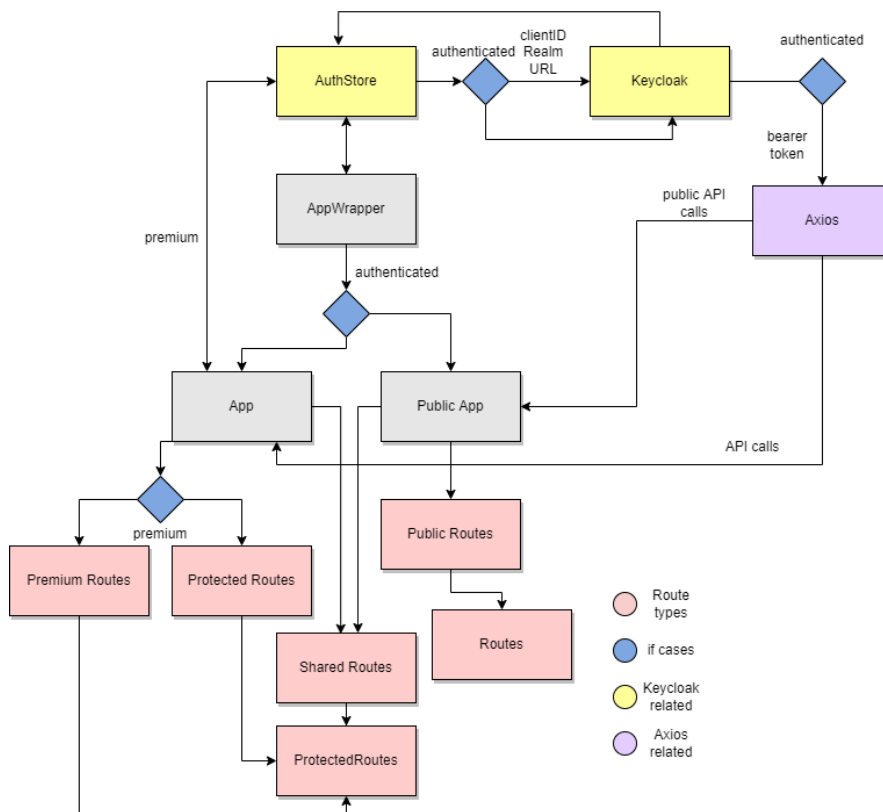 clientID
authenticated
Realm
URL
authenticated
AuthStore
Keycloak
bearer
token
public API
calls
AppWrapper
Axios
premium
authenticated
App
Public App
API calls
premium
Public Routes
Premium Routes
Protected Routes
Route
types
Shared Routes
Routes
if cases
Keycloak
related
ProtectedRoutes
Axios
related